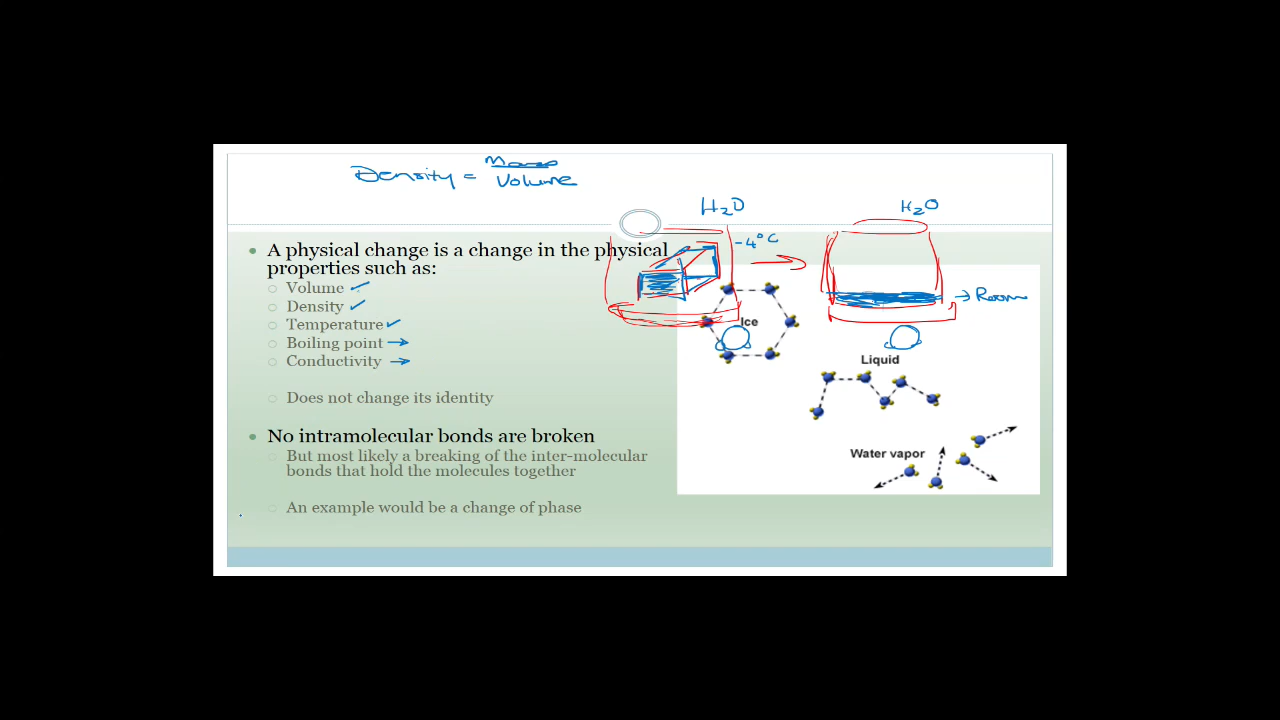 Density = Mass
Volume
H₂O
H₂O
-4°C
A physical change is a change in the physical
properties such as:
Volume
Density
Temperature
Boiling point
Conductivity
Does not change its identity
No intramolecular bonds are broken
But most likely a breaking of the inter-molecular
bonds that hold the molecules together
An example would be a change of phase
→ Room
Ice
Liquid
Water vapor